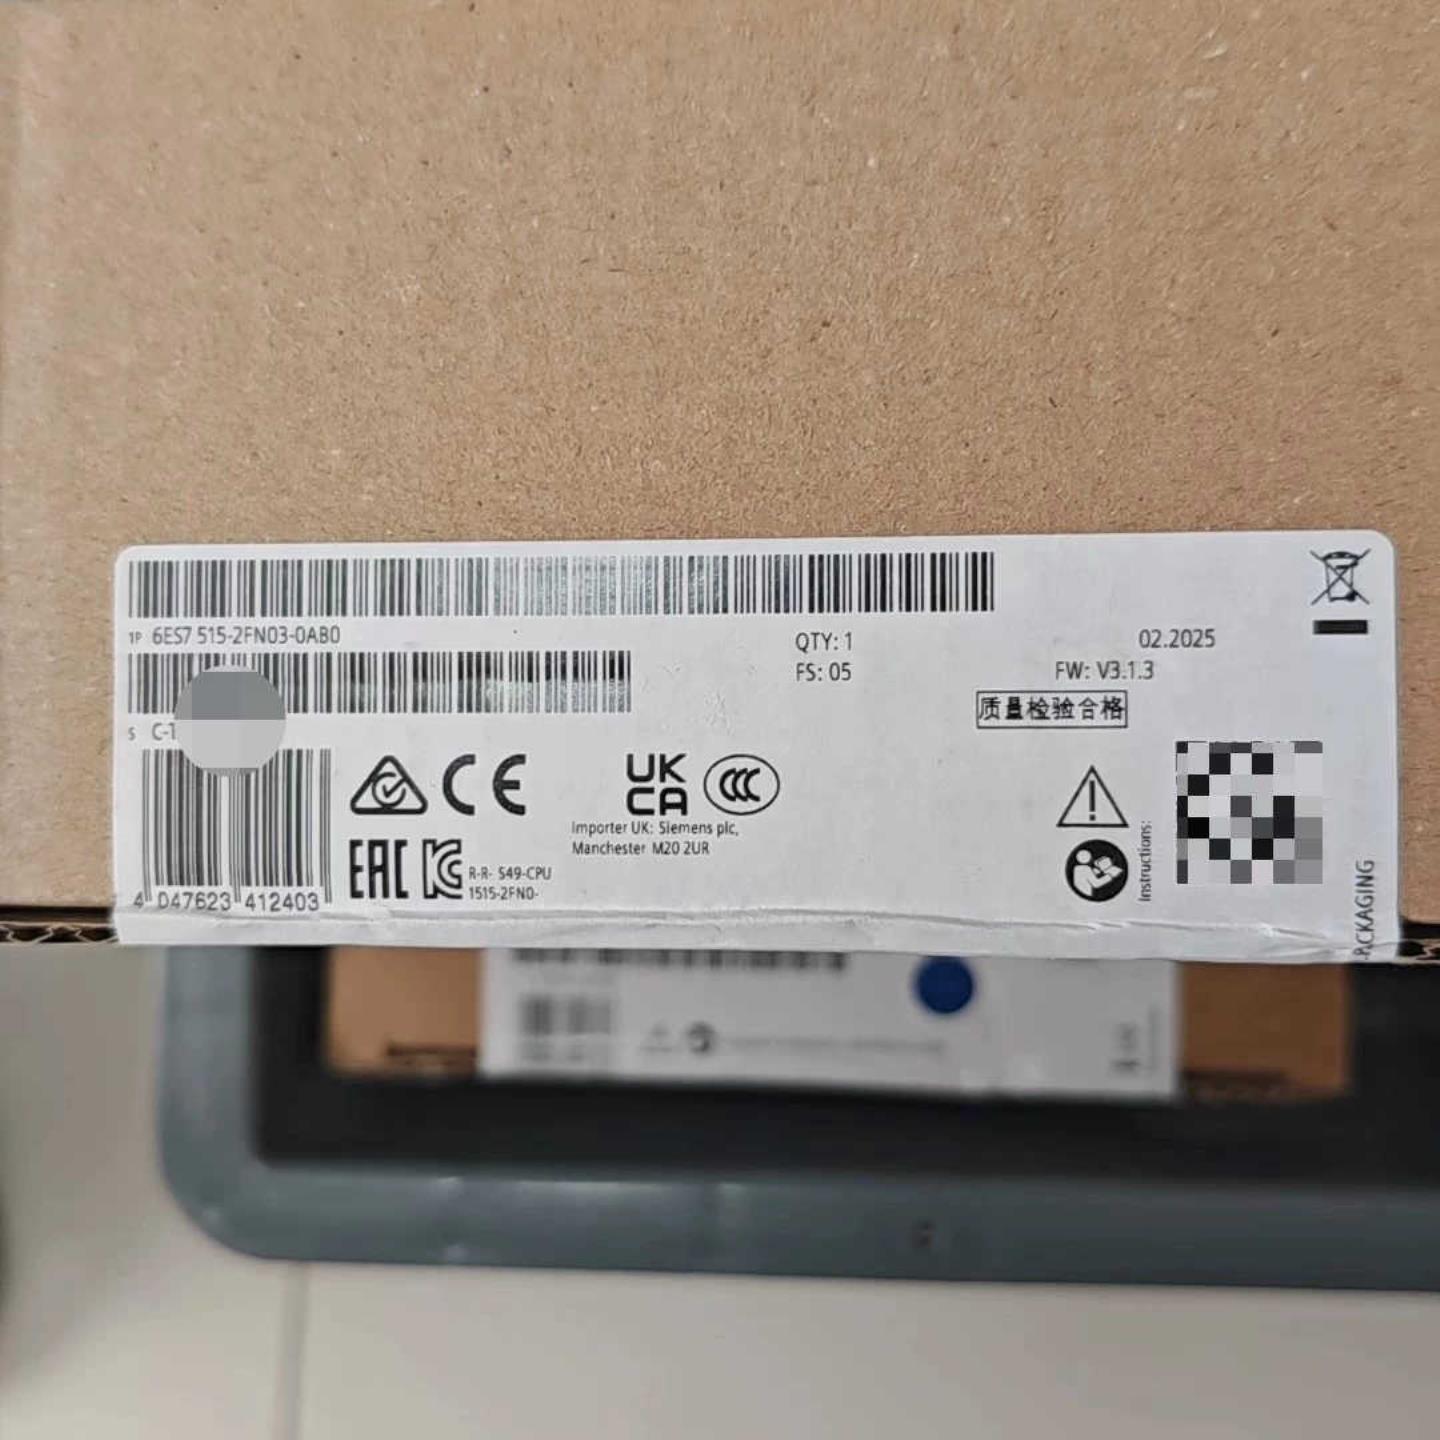 1P 6ES7 515-2FN03-0AB0
QTY: 1
02.2025
FS: 05
FW: V3.1.3
质量检验合格
S C-
UK
CA
CCC
CE
Importer UK: Siemens plc,
Manchester M20 2UR
EAC
R-R- S49-CPU
1515-2FN0-
4 047623 412403
Instructions:
PACKAGING